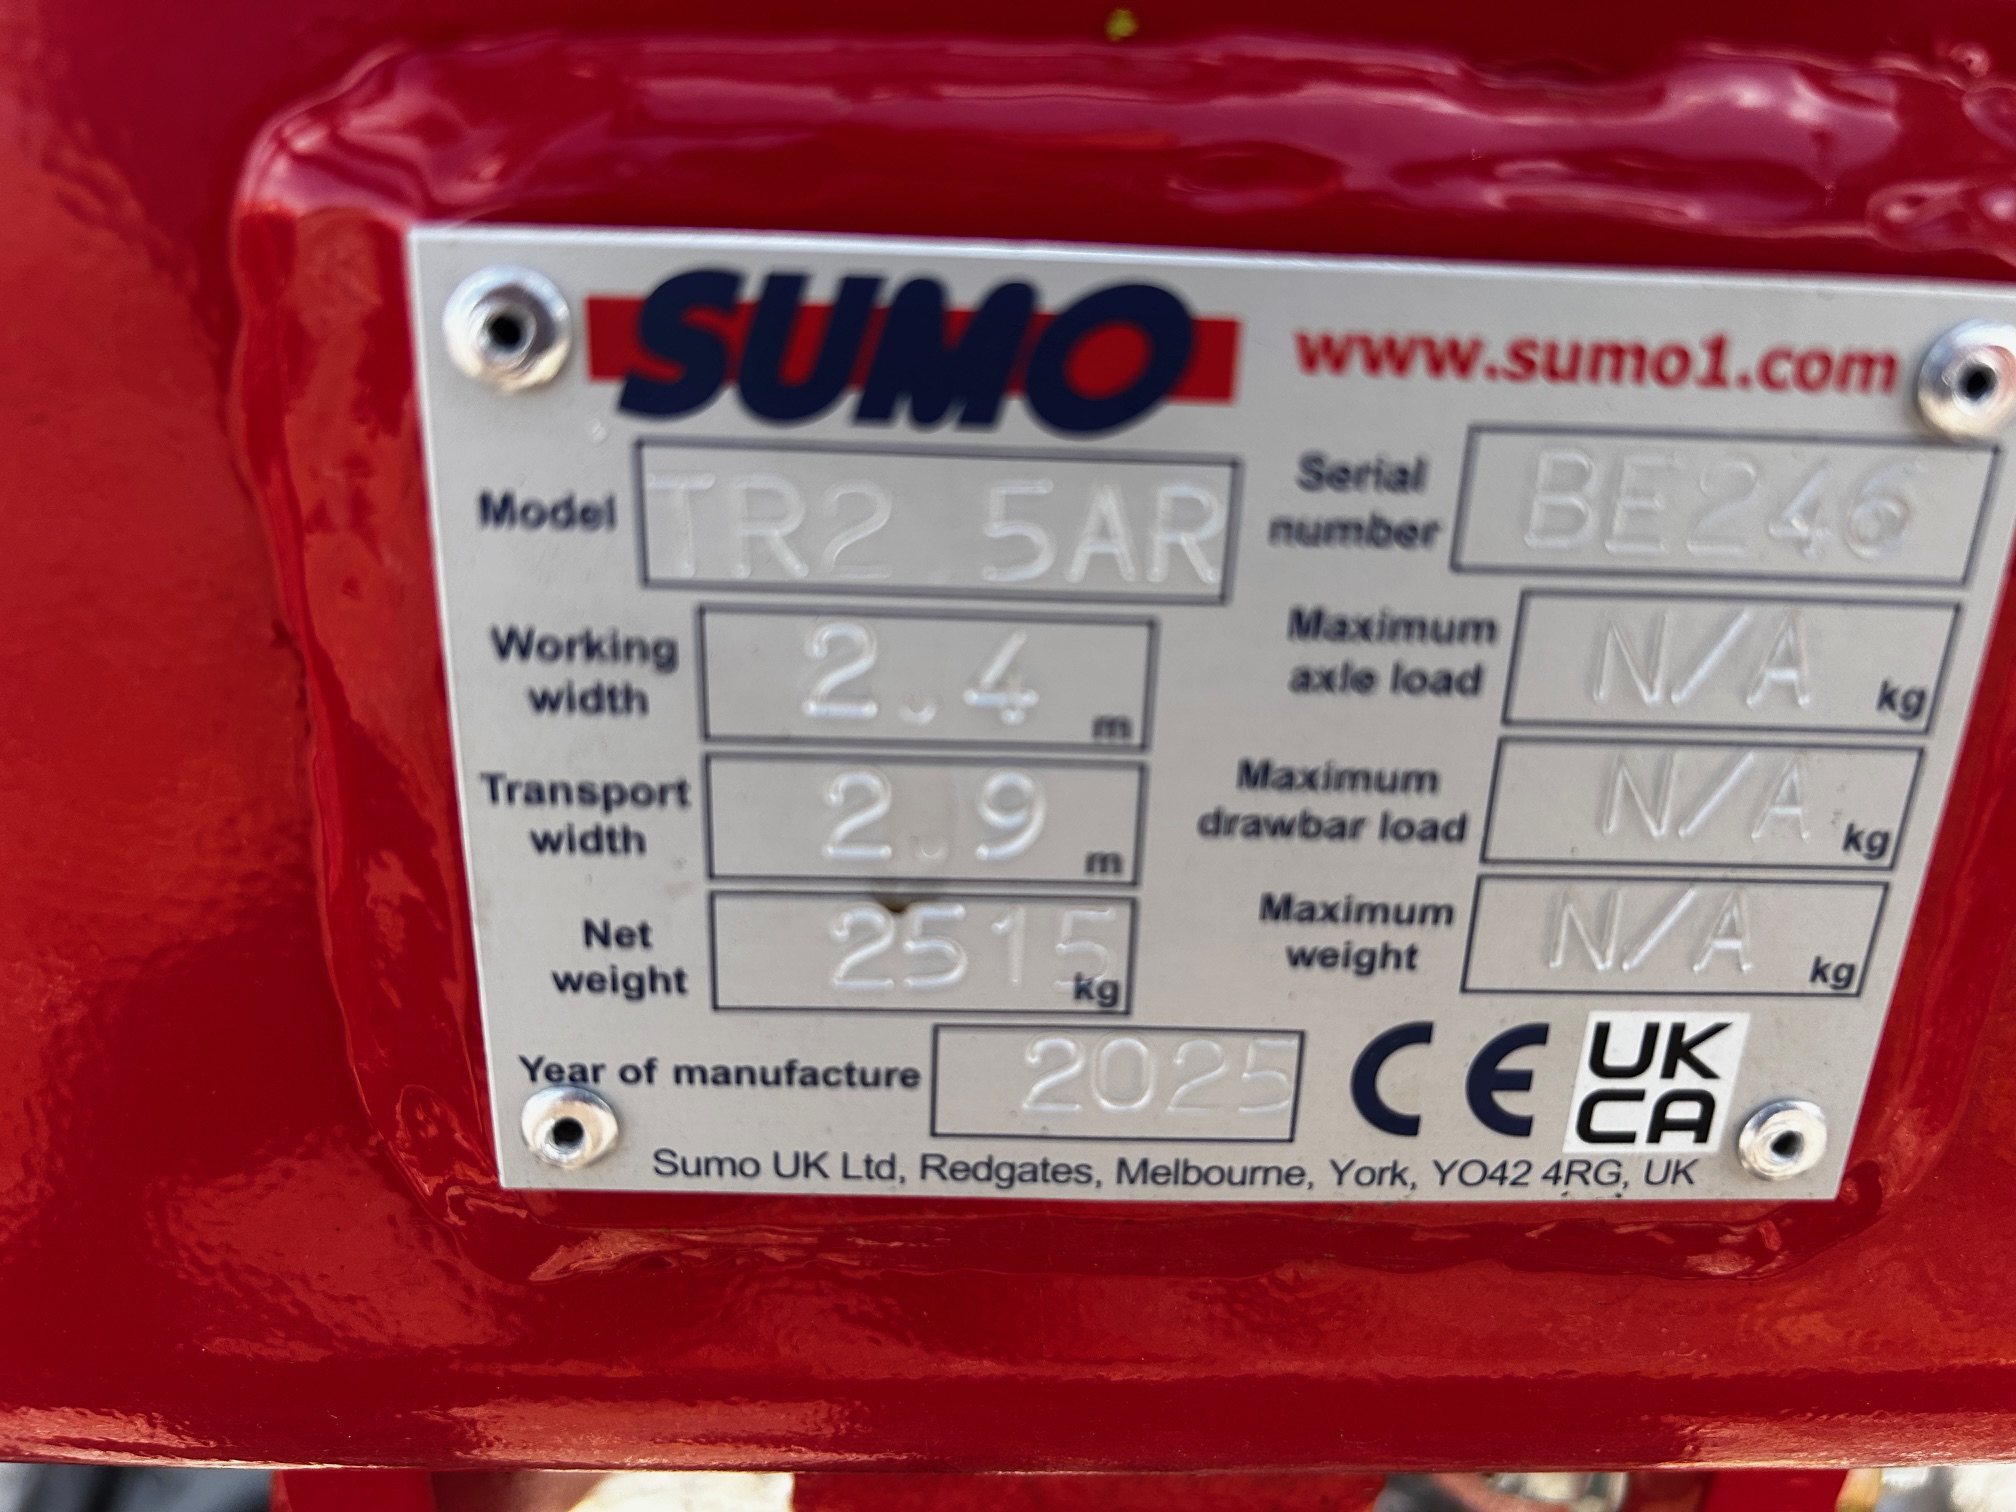 SUMO www.sumo1.com
Model TR2.5AR
Serial number BE246
Working width 2.4 m
Maximum axle load N/A kg
Transport width 2.9 m
Maximum drawbar load N/A kg
Net weight 2515 kg
Maximum weight N/A kg
Year of manufacture 2025
CE UK CA
Sumo UK Ltd, Redgates, Melbourne, York, YO42 4RG, UK